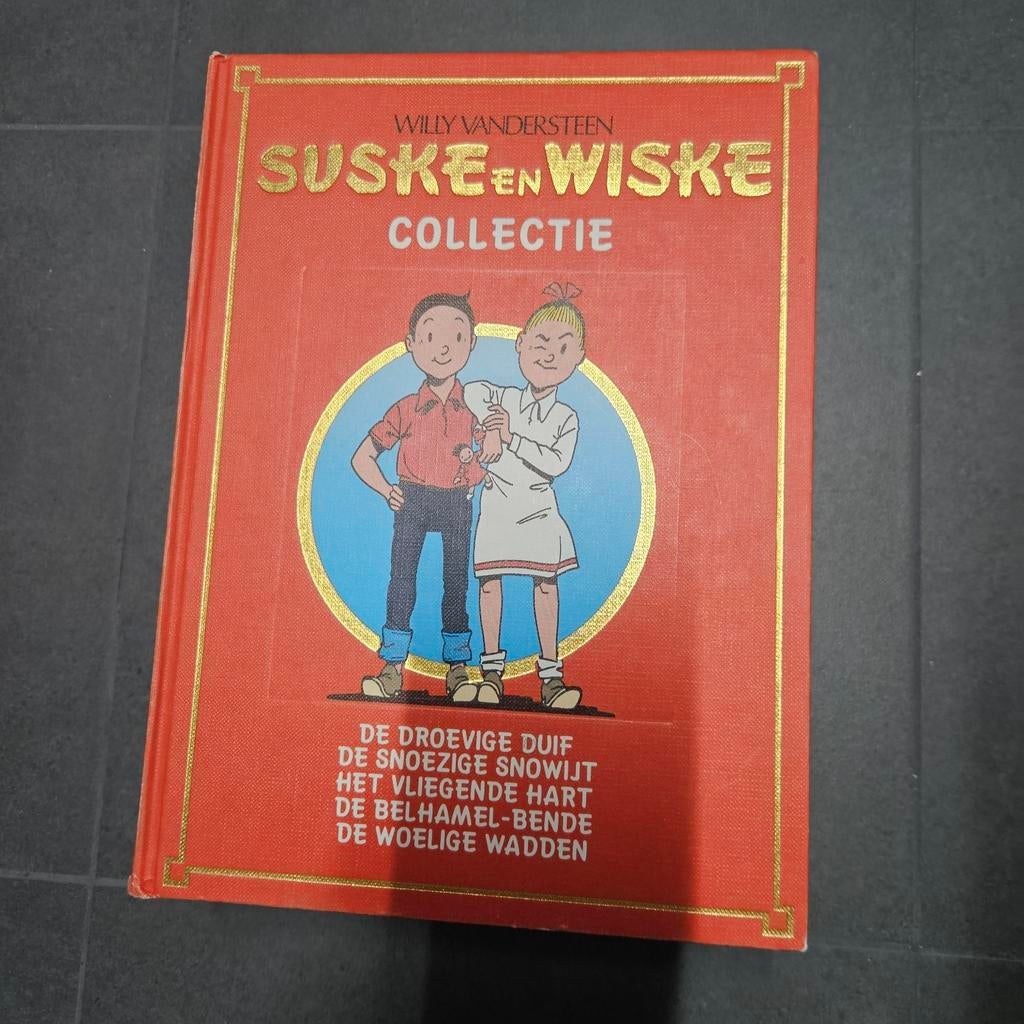 WILLY VANDERSTEEN
SUSKE EN WISKE
COLLECTIE
DE DROEVIGE DUIF
DE SNOEZIGE SNOWIJT
HET VLIEGENDE HART
DE BELHAMEL-BENDE
DE WOELIGE WADDEN